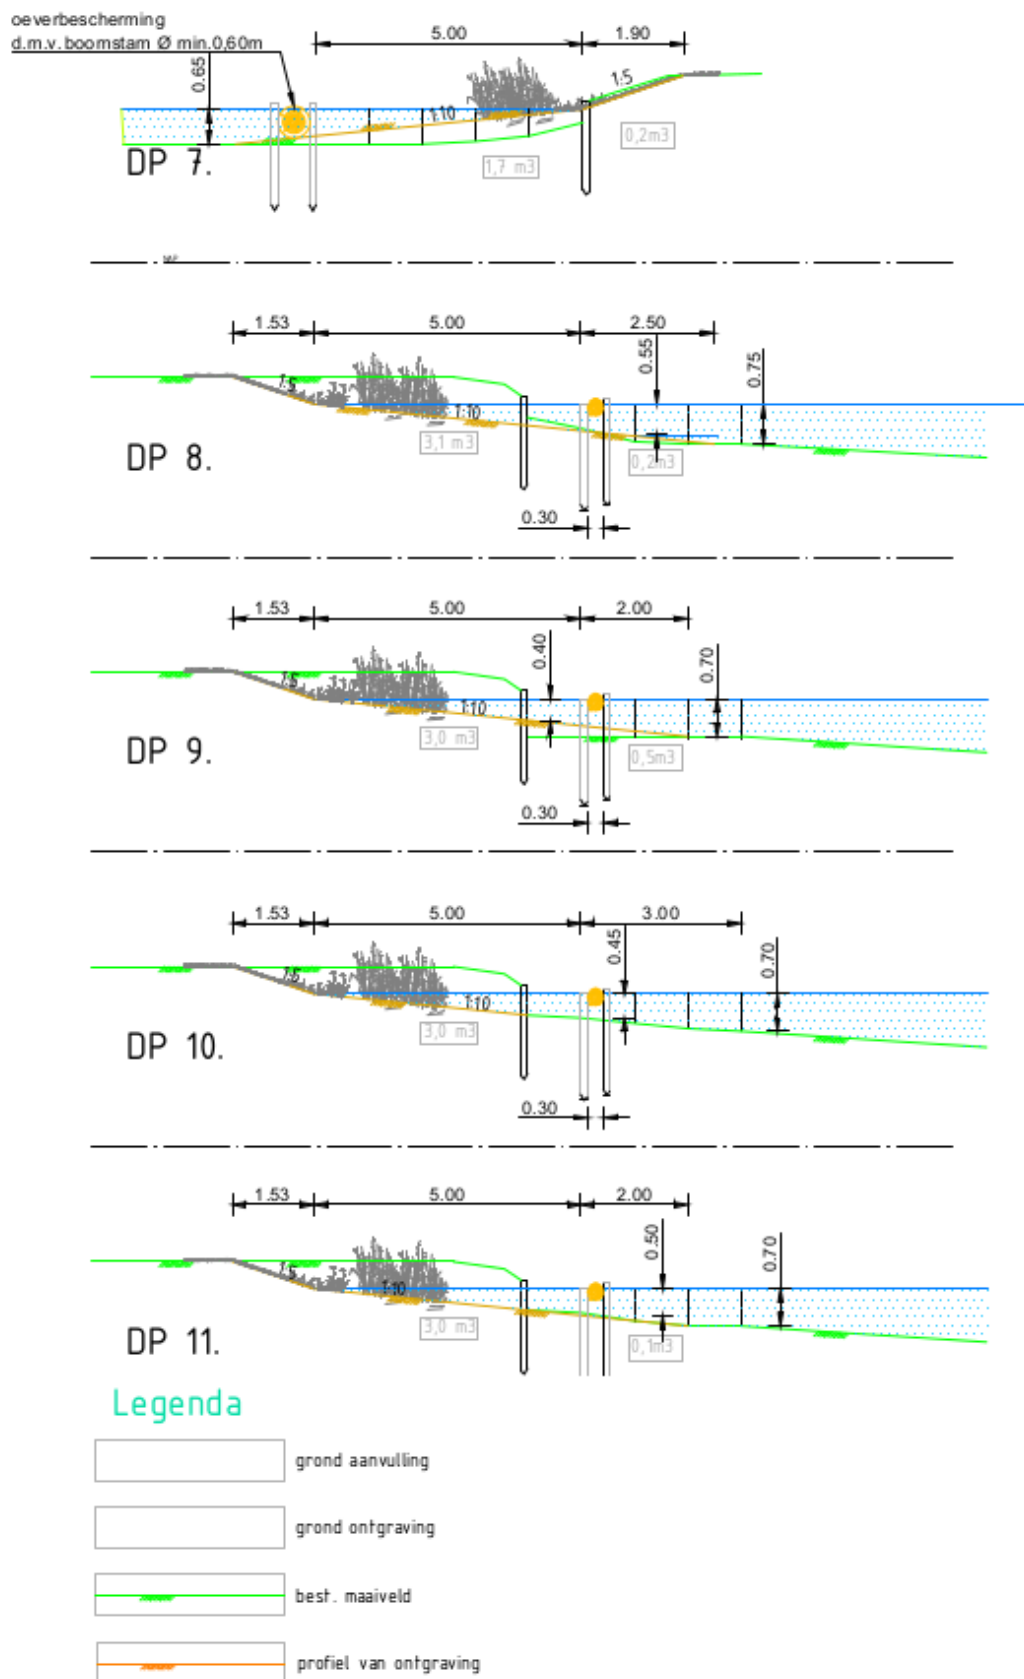 oeverbescherming
d.m.v. boomstam Ø min.0,60m
5.00
1.90
0.65
1:5
1:10
0,2m3
1,7 m3
DP 7.
NAP
1.53
5.00
2.50
0.55
0.75
1:5
1:10
3,1 m3
0,2m3
DP 8.
0.30
1.53
5.00
2.00
0.40
0.70
1:5
1:10
3,0 m3
0,5m3
DP 9.
0.30
1.53
5.00
3.00
0.45
0.70
1:5
1:10
3,0 m3
DP 10.
0.30
1.53
5.00
2.00
0.50
0.70
1:5
1:10
3,0 m3
0,1m3
DP 11.
Legenda
grond aanvulling
grond ontgraving
best. maaiveld
profiel van ontgraving